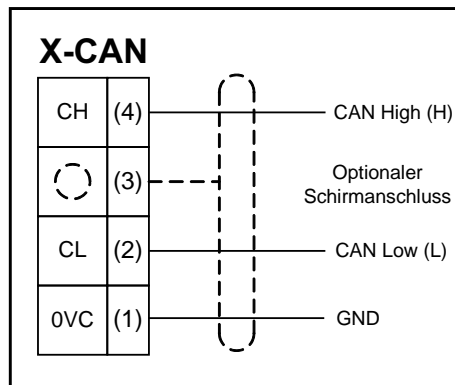 X-CAN
CH (4) CAN High (H)
(3) Optionaler
Schirmanschluss
CL (2) CAN Low (L)
0VC (1) GND